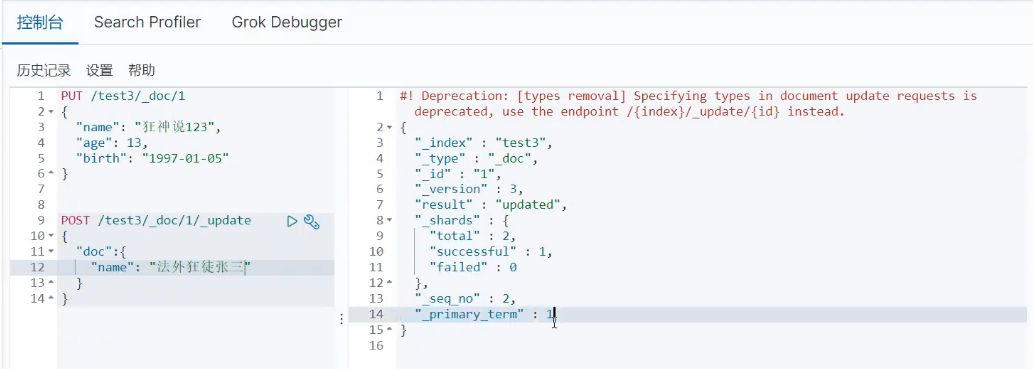 控制台 Search Profiler Grok Debugger
历史记录 设置 帮助
1 PUT /test3/_doc/1
2 {
3 "name": "狂神说123",
4 "age": 13,
5 "birth": "1997-01-05"
6 }
7
8
9 POST /test3/_doc/1/_update
10 {
11 "doc":{
12 "name": "法外狂徒张三"
13 }
14 }
1 #! Deprecation: [types removal] Specifying types in document update requests is
deprecated, use the endpoint /{index}/_update/{id} instead.
2 {
3 "_index" : "test3",
4 "_type" : "_doc",
5 "_id" : "1",
6 "_version" : 3,
7 "result" : "updated",
8 "_shards" : {
9 "total" : 2,
10 "successful" : 1,
11 "failed" : 0
12 },
13 "_seq_no" : 2,
14 "_primary_term" : 1
15 }
16